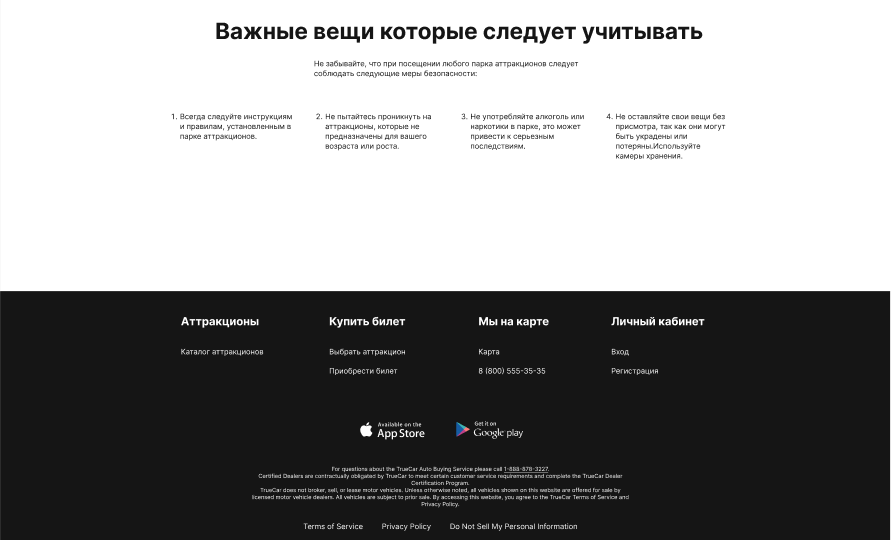 Важные вещи которые следует учитывать
Не забывайте, что при посещении любого парка аттракционов следует
соблюдать следующие меры безопасности:
1. Всегда следуйте инструкциям
и правилам, установленным в
парке аттракционов.
2. Не пытайтесь проникнуть на
аттракционы, которые не
предназначены для вашего
возраста или роста.
3. Не употребляйте алкоголь или
наркотики в парке, это может
привести к серьезным
последствиям.
4. Не оставляйте свои вещи без
присмотра, так как они могут
быть украдены или
потеряны.Используйте
камеры хранения.
Аттракционы
Каталог аттракционов
Купить билет
Выбрать аттракцион
Приобрести билет
Мы на карте
Карта
8 (800) 555-35-35
Личный кабинет
Вход
Регистрация
Available on the
App Store
Get it on
Google play
For questions about the TrueCar Auto Buying Service please call 1-888-878-3227.
Certified Dealers are contractually obligated by TrueCar to meet certain customer service requirements and complete the TrueCar Dealer
Certification Program.
TrueCar does not broker, sell, or lease motor vehicles. Unless otherwise noted, all vehicles shown on this website are offered for sale by
licensed motor vehicle dealers. All vehicles are subject to prior sale. By accessing this website, you agree to the TrueCar Terms of Service and
Privacy Policy.
Terms of Service Privacy Policy Do Not Sell My Personal Information